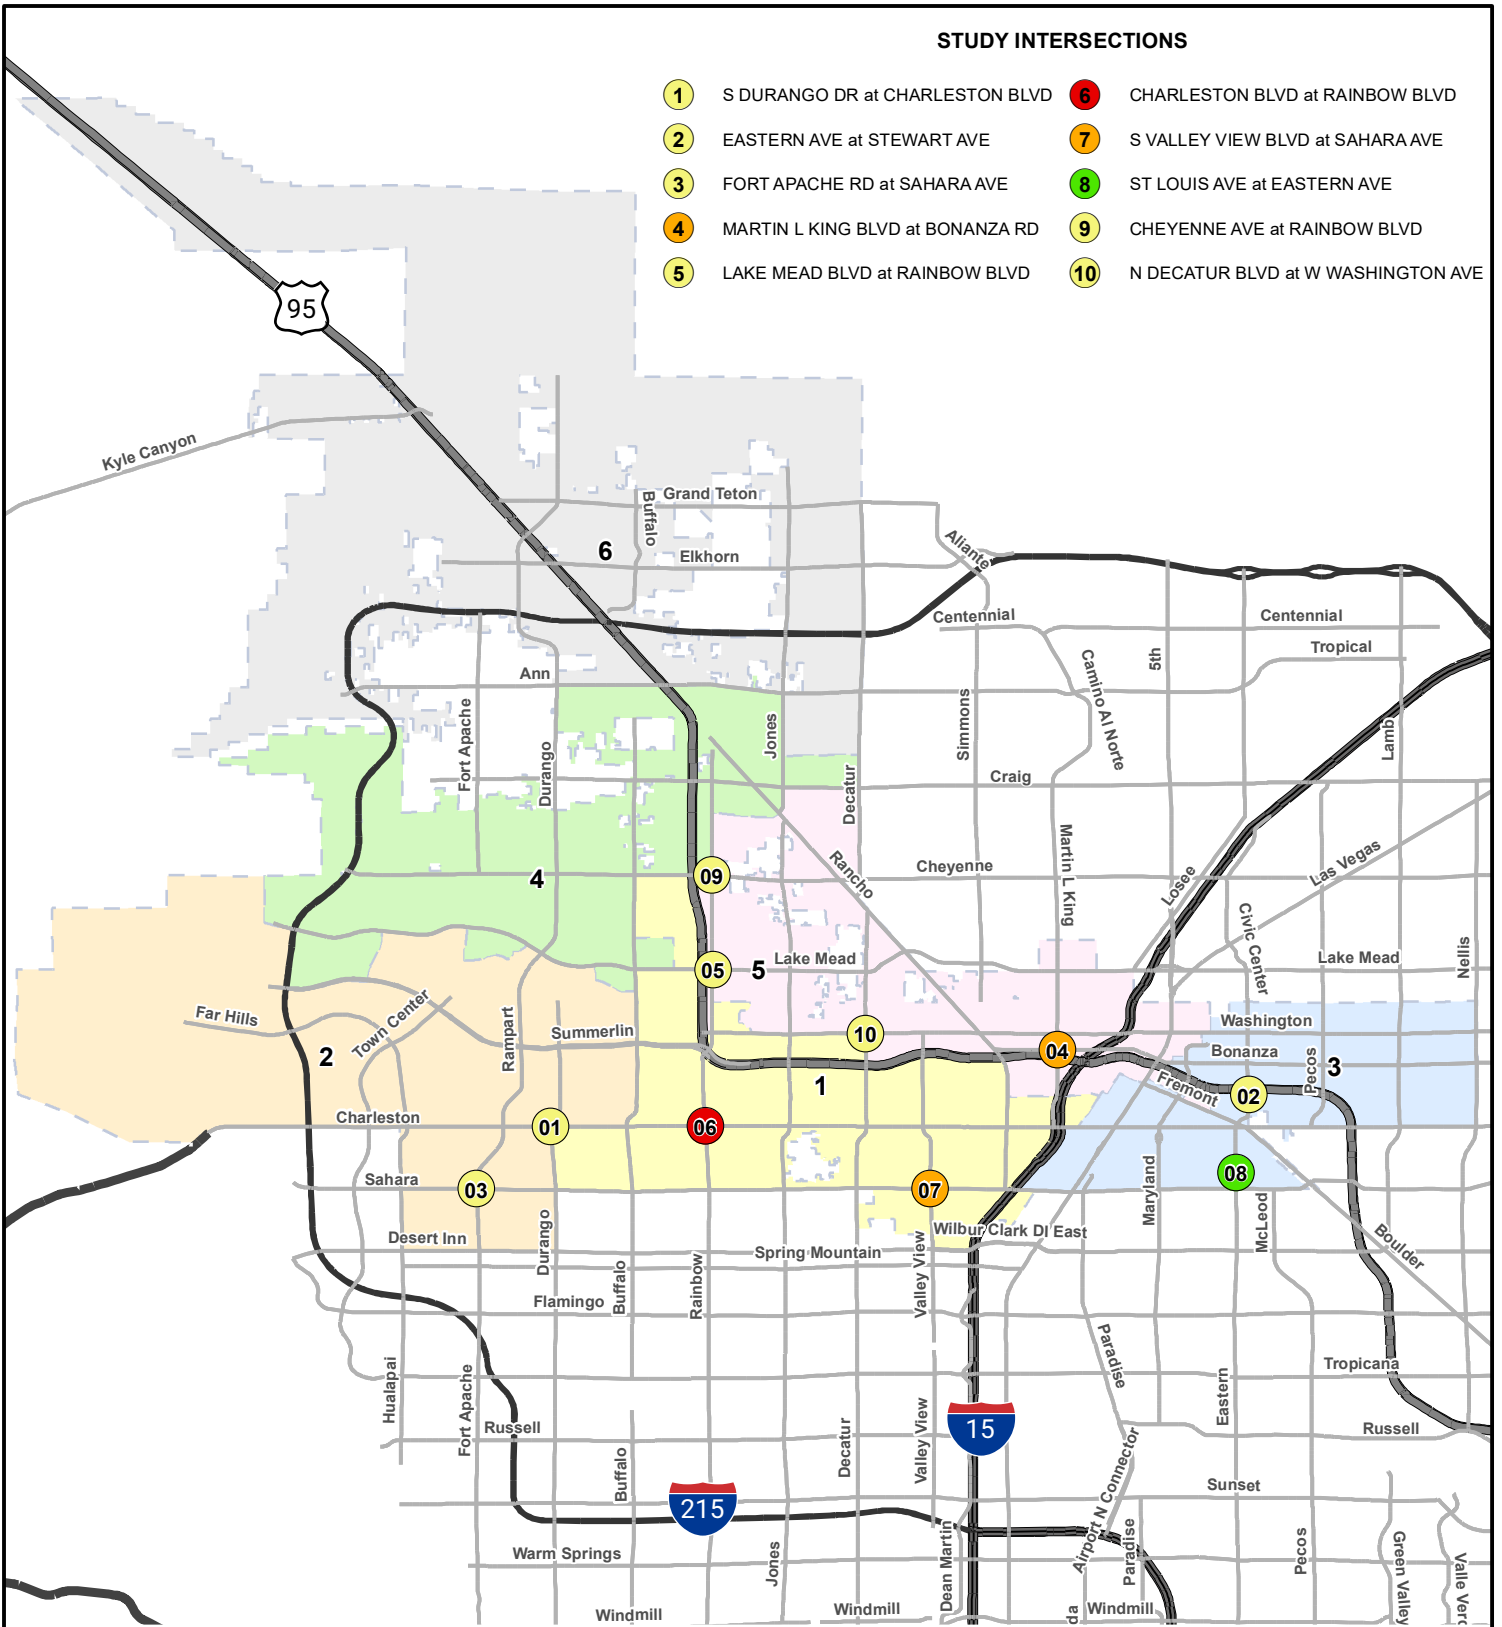 STUDY INTERSECTIONS
1 S DURANGO DR at CHARLESTON BLVD
6 CHARLESTON BLVD at RAINBOW BLVD
2 EASTERN AVE at STEWART AVE
7 S VALLEY VIEW BLVD at SAHARA AVE
3 FORT APACHE RD at SAHARA AVE
8 ST LOUIS AVE at EASTERN AVE
4 MARTIN L KING BLVD at BONANZA RD
9 CHEYENNE AVE at RAINBOW BLVD
5 LAKE MEAD BLVD at RAINBOW BLVD
10 N DECATUR BLVD at W WASHINGTON AVE
95
Kyle Canyon
Grand Teton
Buffalo
6
Elkhorn
Aliante
Centennial
Centennial
Tropical
5th
Camino Al Norte
Ann
Fort Apache
Durango
Jones
Simmons
Lamb
Decatur
Craig
Martin L King
Rancho
Cheyenne
Las Vegas
Losee
4
09
Civic Center
Nellis
Lake Mead
05
5
Lake Mead
Far Hills
Town Center
Rampart
Summerlin
10
Washington
04
Bonanza
Pecos
3
2
1
Fremont
02
Charleston
01
06
Sahara
03
07
08
Maryland
McLeod
Desert Inn
Durango
Wilbur Clark DI East
Boulder
Spring Mountain
Buffalo
Rainbow
Valley View
Flamingo
Paradise
Tropicana
Hualapai
Fort Apache
Eastern
Russell
15
Russell
Buffalo
Decatur
Valley View
Airport N Connector
Sunset
215
Warm Springs
Jones
Dean Martin
Paradise
Pecos
Green Valley
Valle Verd
Windmill
Windmill
da
Windmill